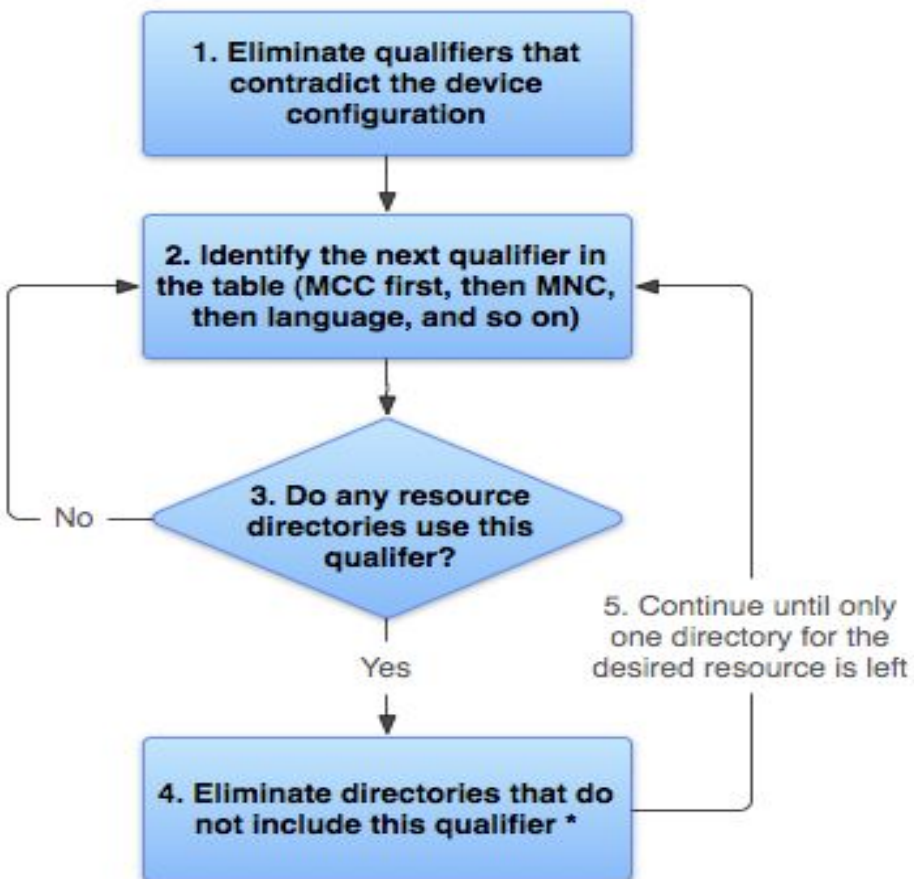 1. Eliminate qualifiers that
contradict the device
configuration
2. Identify the next qualifier in
the table (MCC first, then MNC,
then language, and so on)
3. Do any resource
directories use this
qualifer?
No
Yes
5. Continue until only
one directory for the
desired resource is left
4. Eliminate directories that do
not include this qualifier *